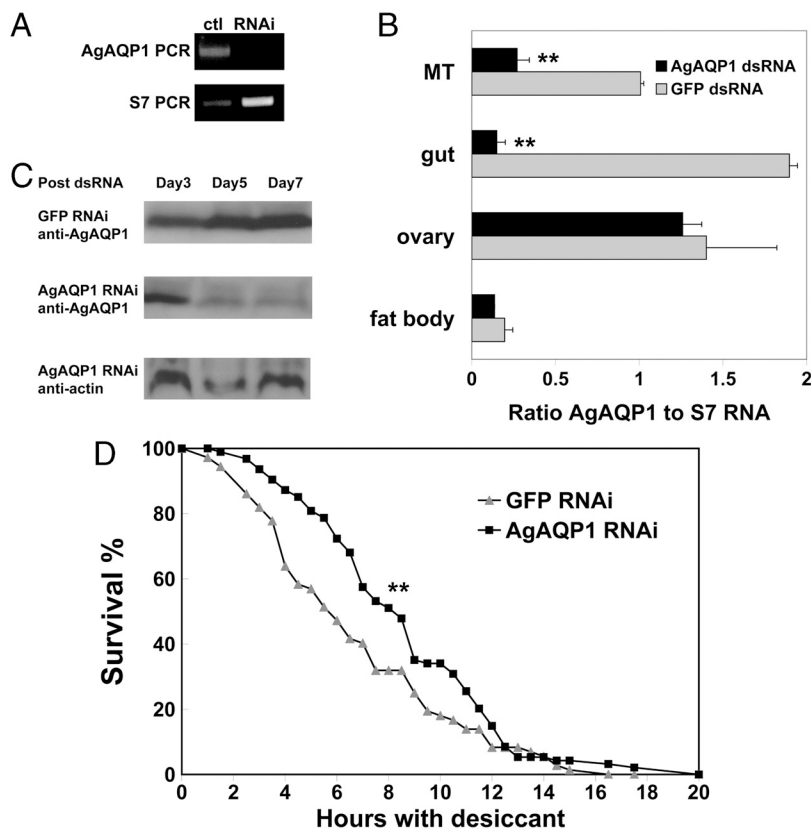 A
ctl RNAi
AgAQP1 PCR
S7 PCR
B
AgAQP1 dsRNA
GFP dsRNA
MT
**
gut
**
ovary
fat body
0 0.5 1 1.5 2
Ratio AgAQP1 to S7 RNA
C
Post dsRNA Day3 Day5 Day7
GFP RNAi
anti-AgAQP1
AgAQP1 RNAi
anti-AgAQP1
AgAQP1 RNAi
anti-actin
D
100
80
60
40
20
0
Survival %
GFP RNAi
AgAQP1 RNAi
**
0 2 4 6 8 10 12 14 16 18 20
Hours with desiccant